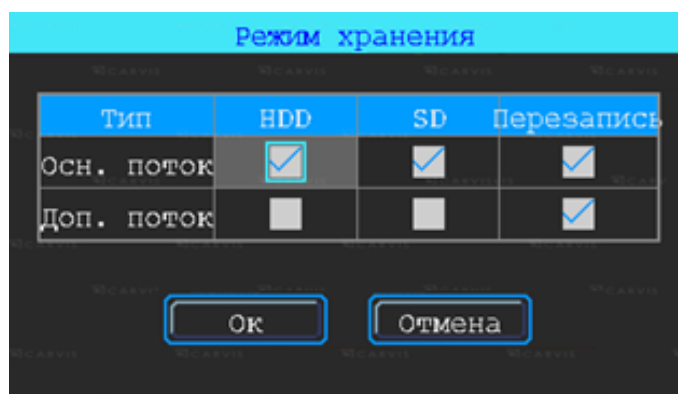 Режим хранения
Тип HDD SD Перезапись
Осн. поток
Доп. поток
Ок Отмена